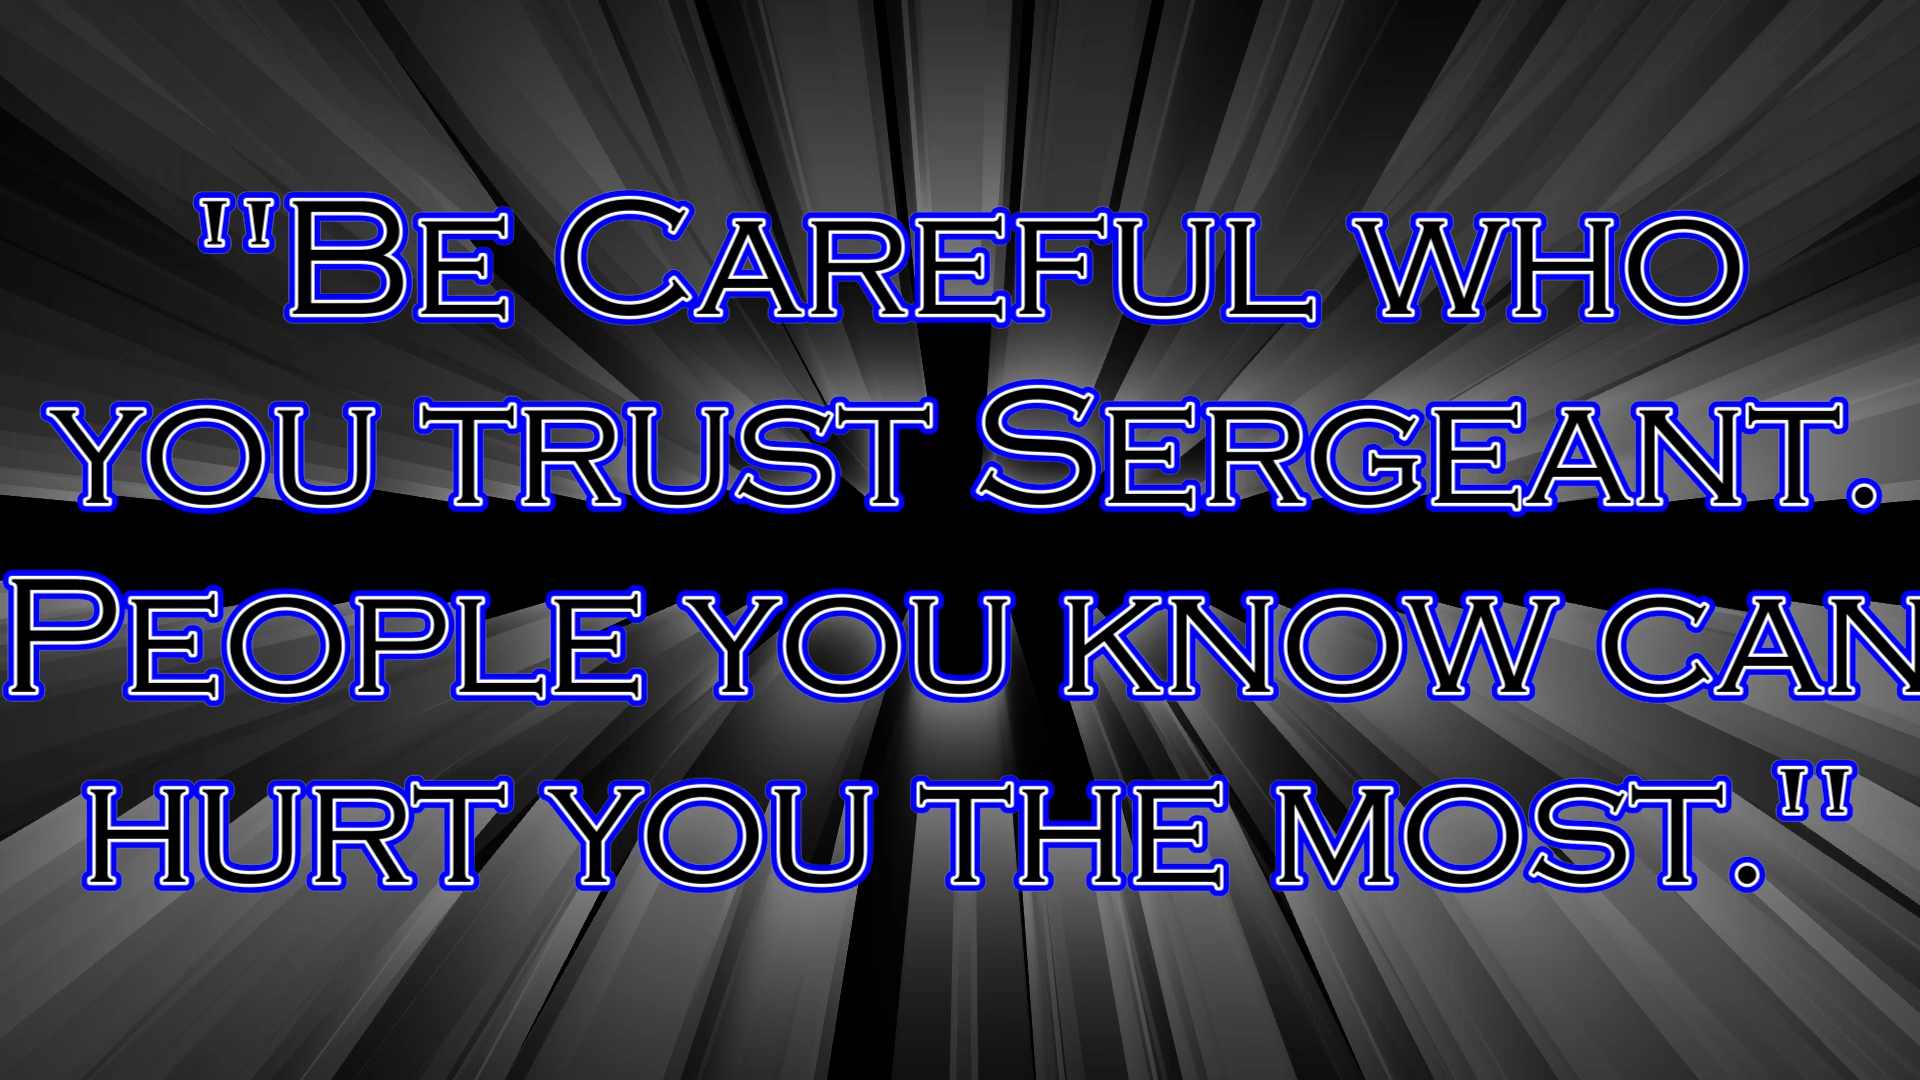 "Be Careful who
you trust Sergeant.
People you know can
hurt you the most."